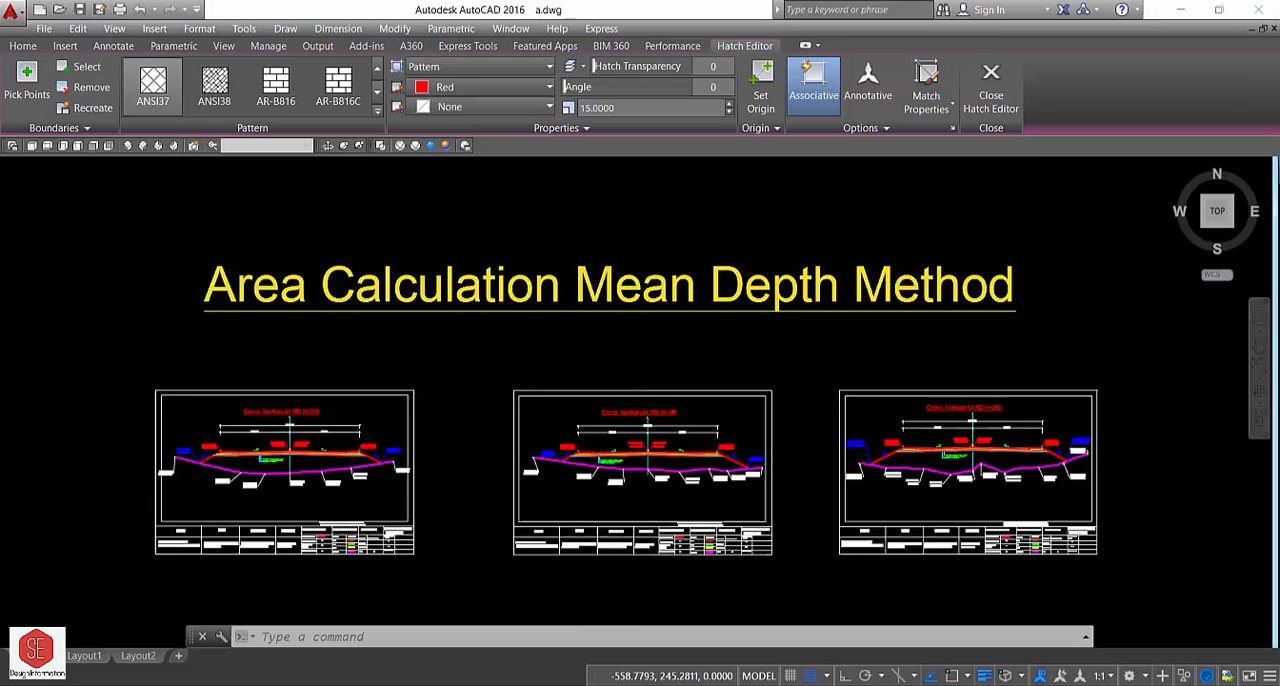 Autodesk AutoCAD 2016 a.dwg
Type a keyword or phrase
Sign In
File Edit View Insert Format Tools Draw Dimension Modify Parametric Window Help Express
Home Insert Annotate Parametric View Manage Output Add-ins A360 Express Tools Featured Apps BIM 360 Performance Hatch Editor
Pick Points
Select
Remove
Recreate
Boundaries
ANSI37
ANSI38
AR-B816
AR-B816C
Pattern
Pattern
Red
None
Hatch Transparency 0
Angle 0
15.0000
Properties
Set
Origin
Origin
Associative
Annotative
Match
Properties
Options
Close
Hatch Editor
Close
N
W TOP E
S
WCS
Area Calculation Mean Depth Method
Type a command
Layout1 Layout2 +
SE
Design Information
-558.7793, 245.2811, 0.0000 MODEL
1:1